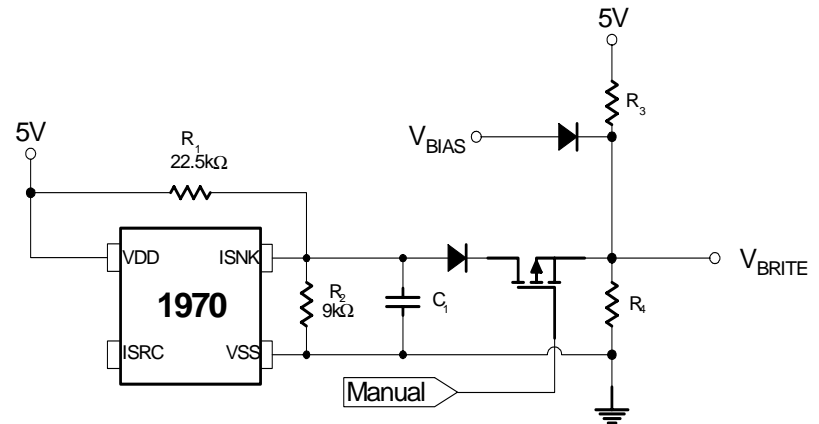 5V
R3
VBIAS
5V
R1
22.5kΩ
VDD
ISNK
1970
R2
9kΩ
C1
VBRITE
R4
ISRC
VSS
Manual